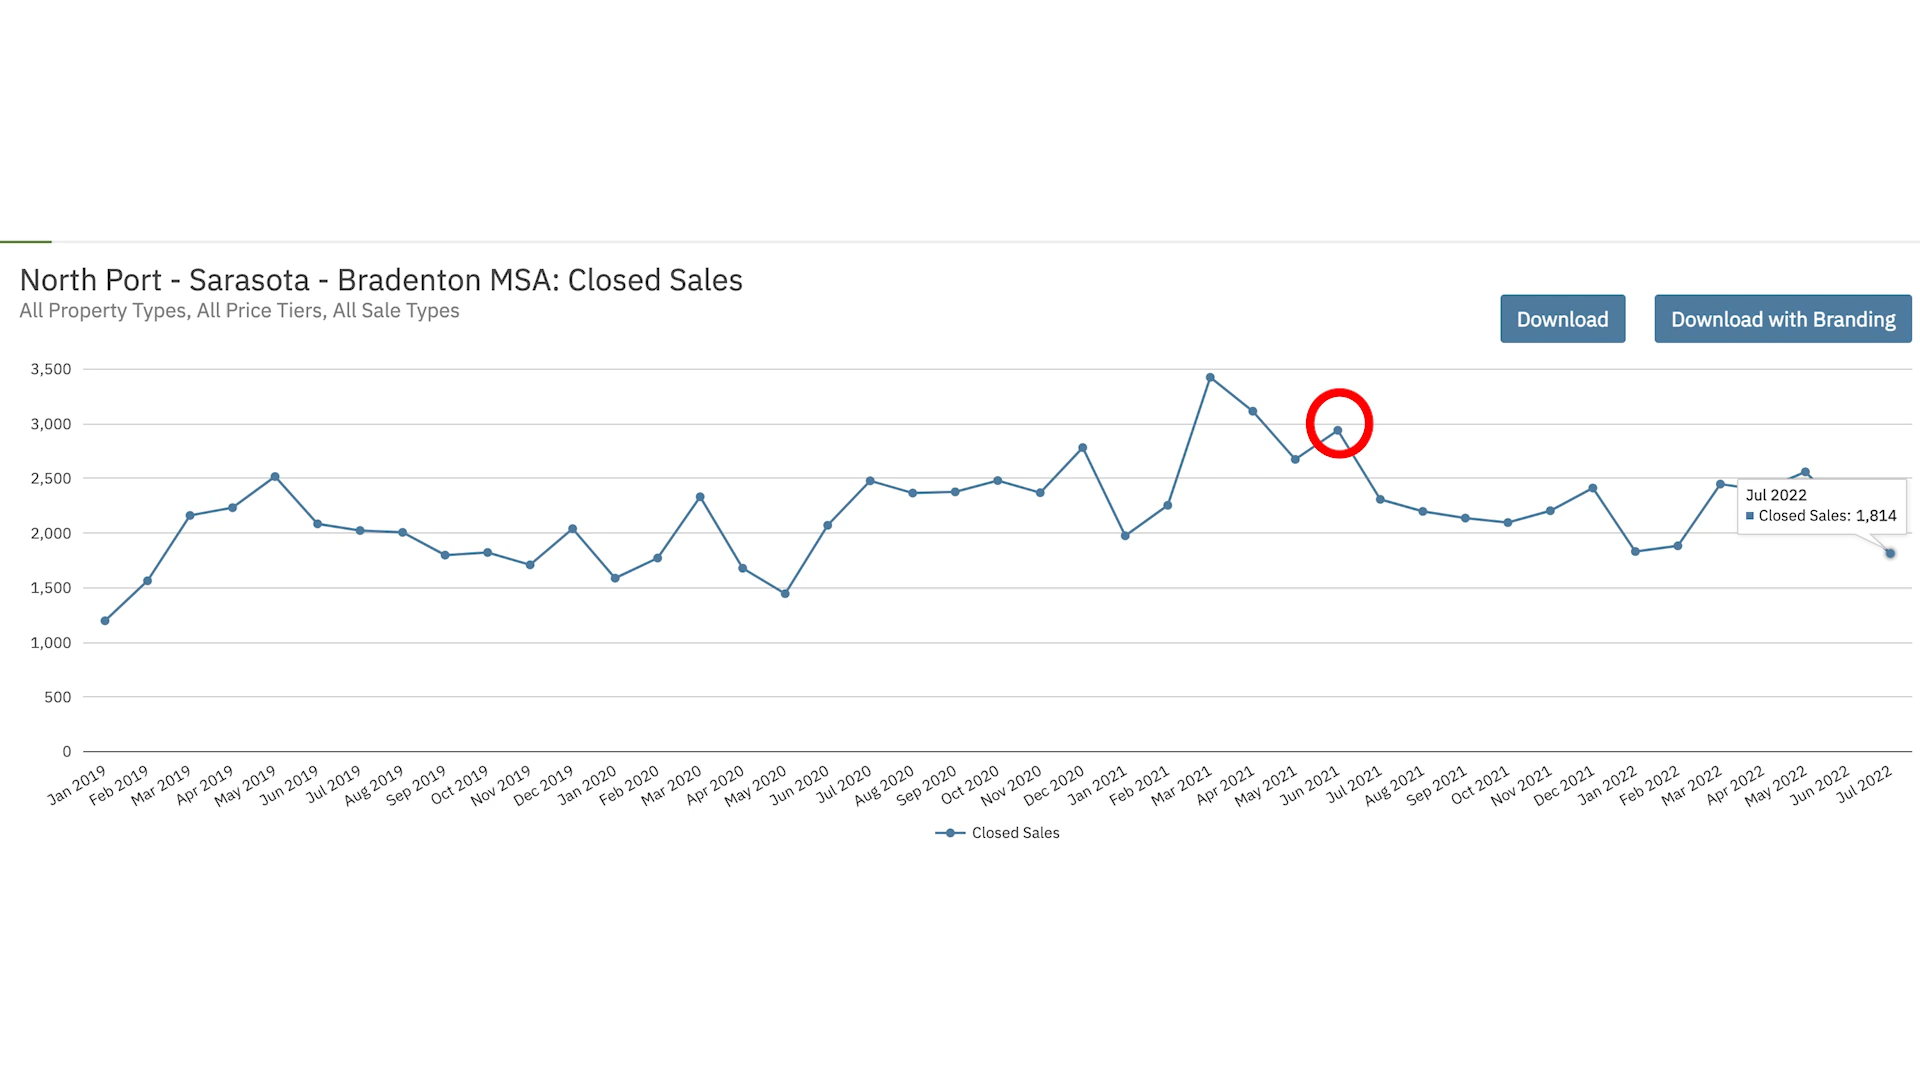 North Port - Sarasota - Bradenton MSA: Closed Sales
All Property Types, All Price Tiers, All Sale Types
Download
Download with Branding
3,500
3,000
2,500
2,000
1,500
1,000
500
0
Jul 2022
Closed Sales: 1,814
Jan 2019
Feb 2019
Mar 2019
Apr 2019
May 2019
Jun 2019
Jul 2019
Aug 2019
Sep 2019
Oct 2019
Nov 2019
Dec 2019
Jan 2020
Feb 2020
Mar 2020
Apr 2020
May 2020
Jun 2020
Jul 2020
Aug 2020
Sep 2020
Oct 2020
Nov 2020
Dec 2020
Jan 2021
Feb 2021
Mar 2021
Apr 2021
May 2021
Jun 2021
Jul 2021
Aug 2021
Sep 2021
Oct 2021
Nov 2021
Dec 2021
Jan 2022
Feb 2022
Mar 2022
Apr 2022
May 2022
Jun 2022
Jul 2022
Closed Sales